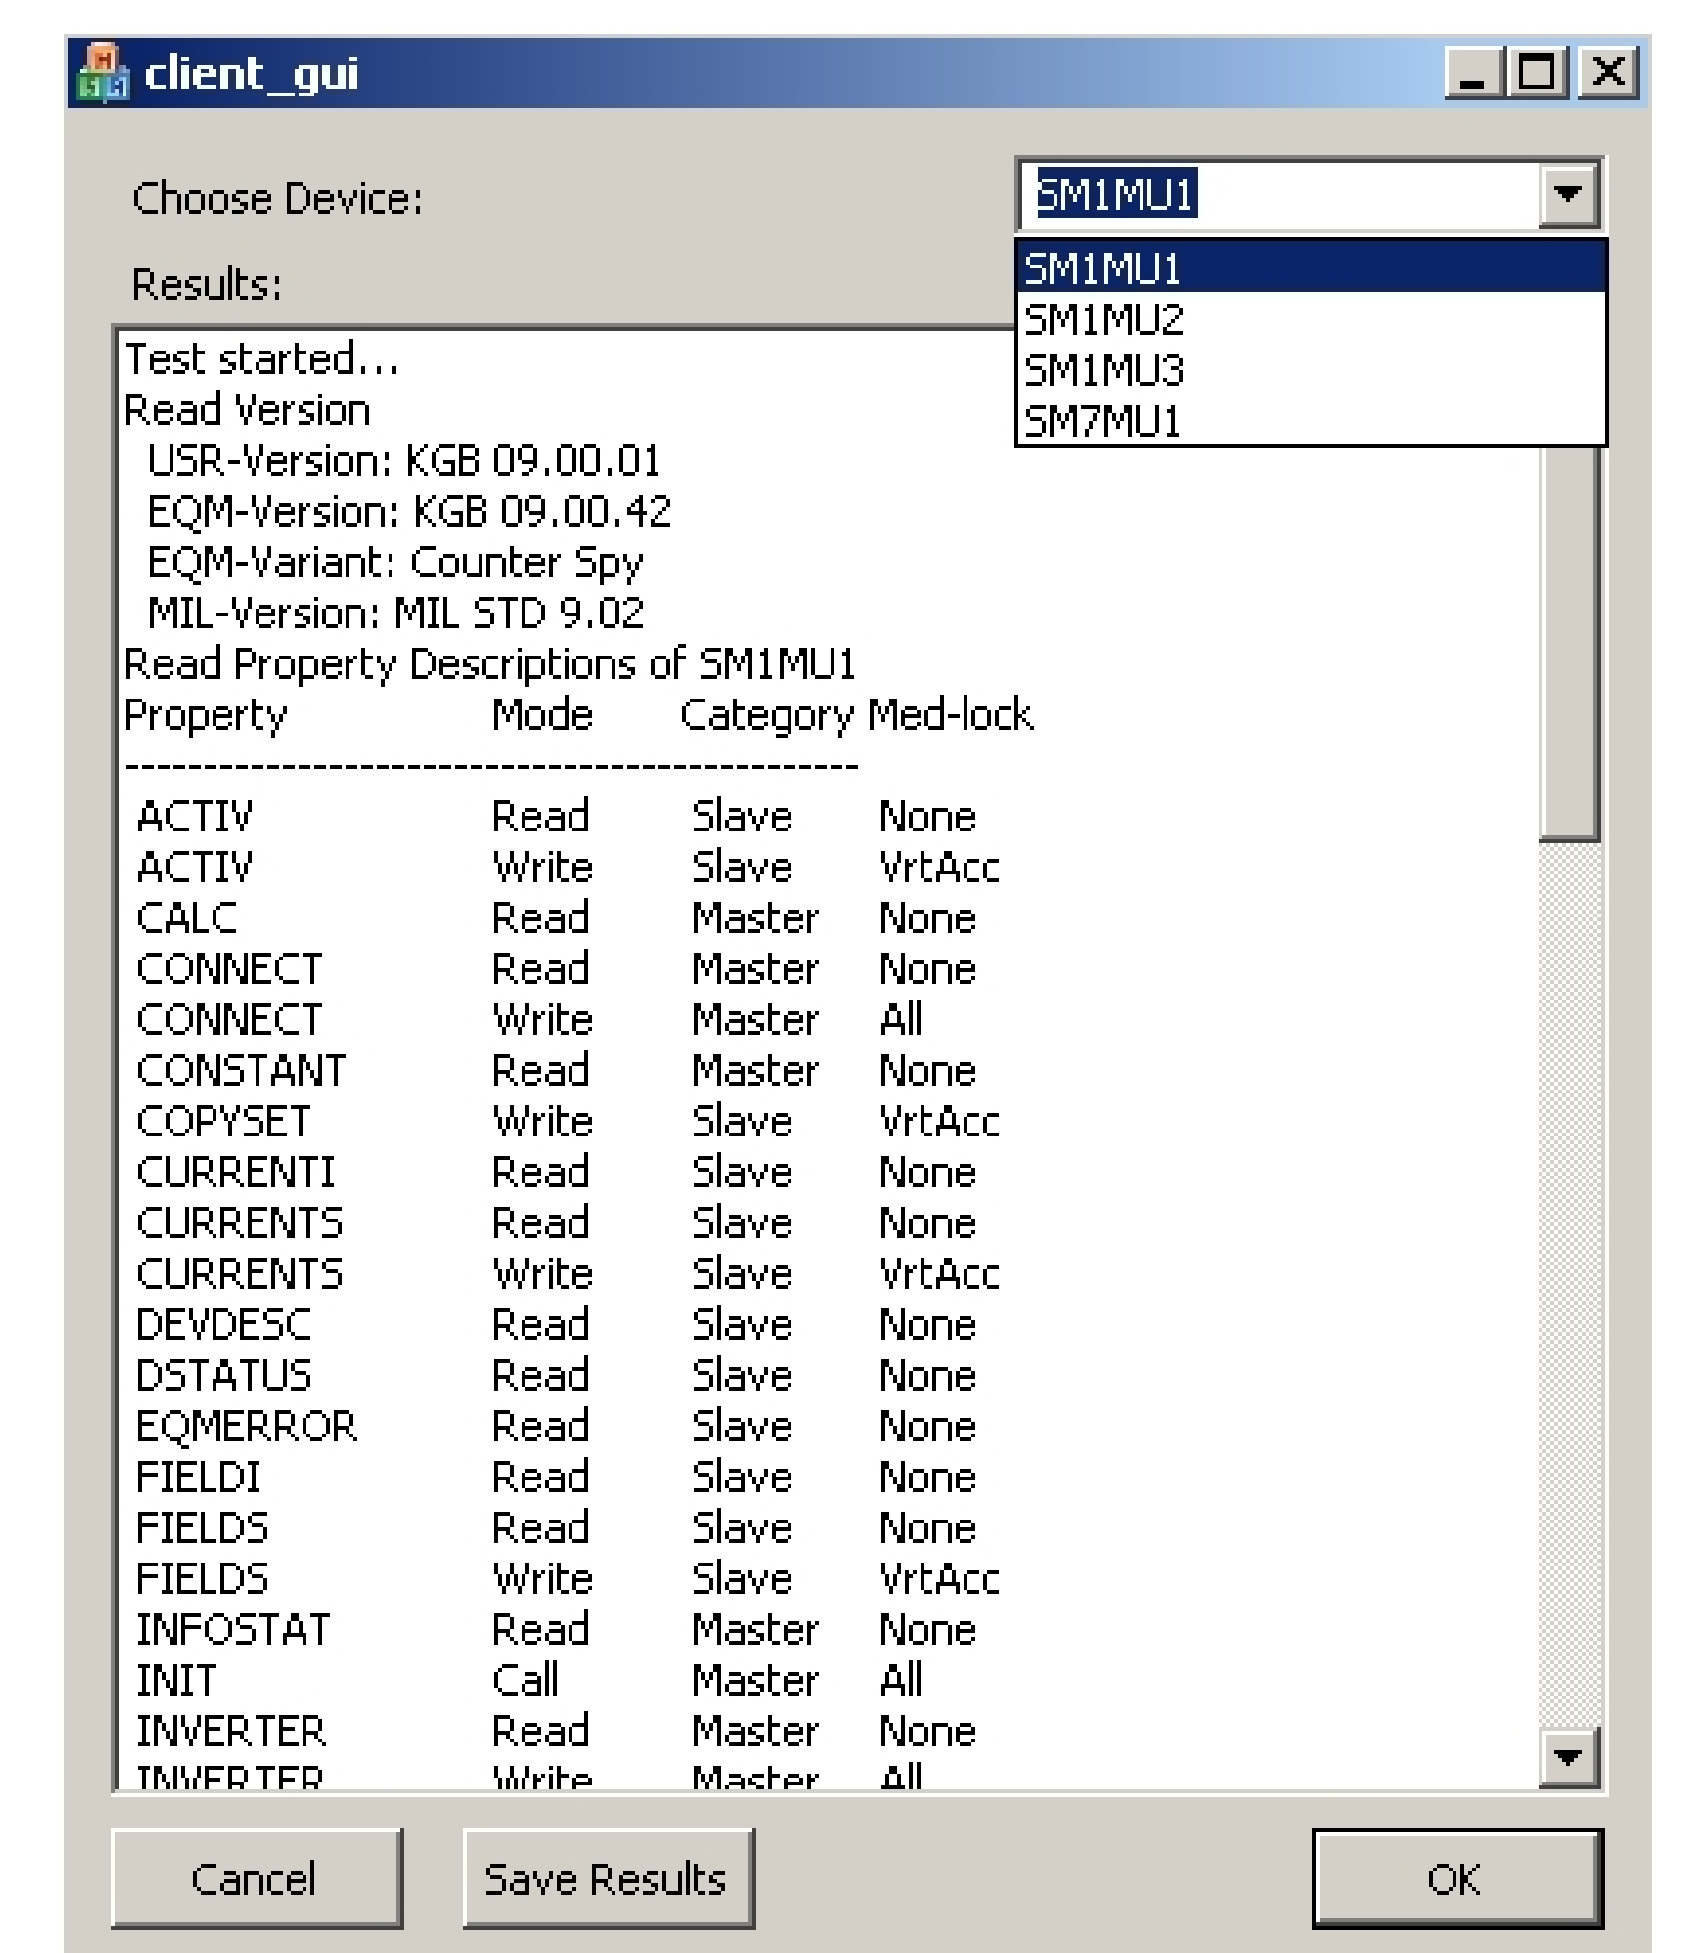 client_gui
Choose Device:
SM1MU1
SM1MU1
SM1MU2
SM1MU3
SM7MU1
Results:
Test started...
Read Version
USR-Version: KGB 09.00.01
EQM-Version: KGB 09.00.42
EQM-Variant: Counter Spy
MIL-Version: MIL STD 9.02
Read Property Descriptions of SM1MU1
Property Mode Category Med-lock
-----------------------------------------------
ACTIV Read Slave None
ACTIV Write Slave VrtAcc
CALC Read Master None
CONNECT Read Master None
CONNECT Write Master All
CONSTANT Read Master None
COPYSET Write Slave VrtAcc
CURRENTI Read Slave None
CURRENTS Read Slave None
CURRENTS Write Slave VrtAcc
DEVDESC Read Slave None
DSTATUS Read Slave None
EQMERROR Read Slave None
FIELDI Read Slave None
FIELDS Read Slave None
FIELDS Write Slave VrtAcc
INFOSTAT Read Master None
INIT Call Master All
INVERTER Read Master None
INVERTER Write Master All
Cancel
Save Results
OK